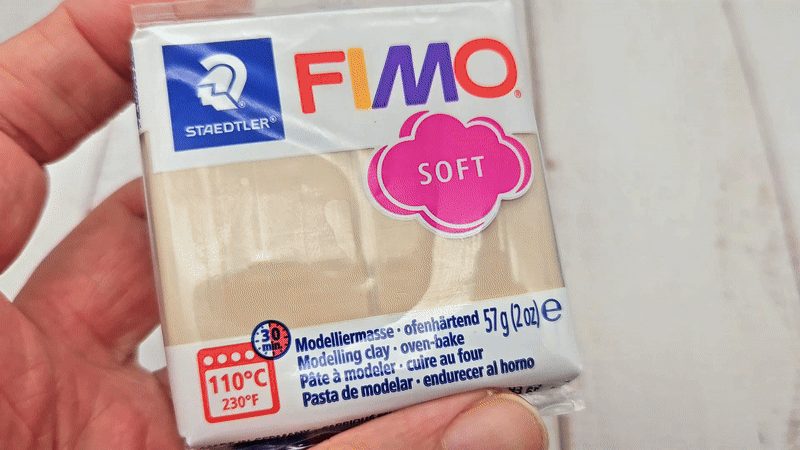 STAEDTLER®
FIMO®
SOFT
30
min.
110°C
230°F
Modelliermasse · ofenhärtend 57 g (2 oz) e
Modelling clay · oven-bake
Pâte à modeler · cuire au four
Pasta de modelar · endurecer al horno